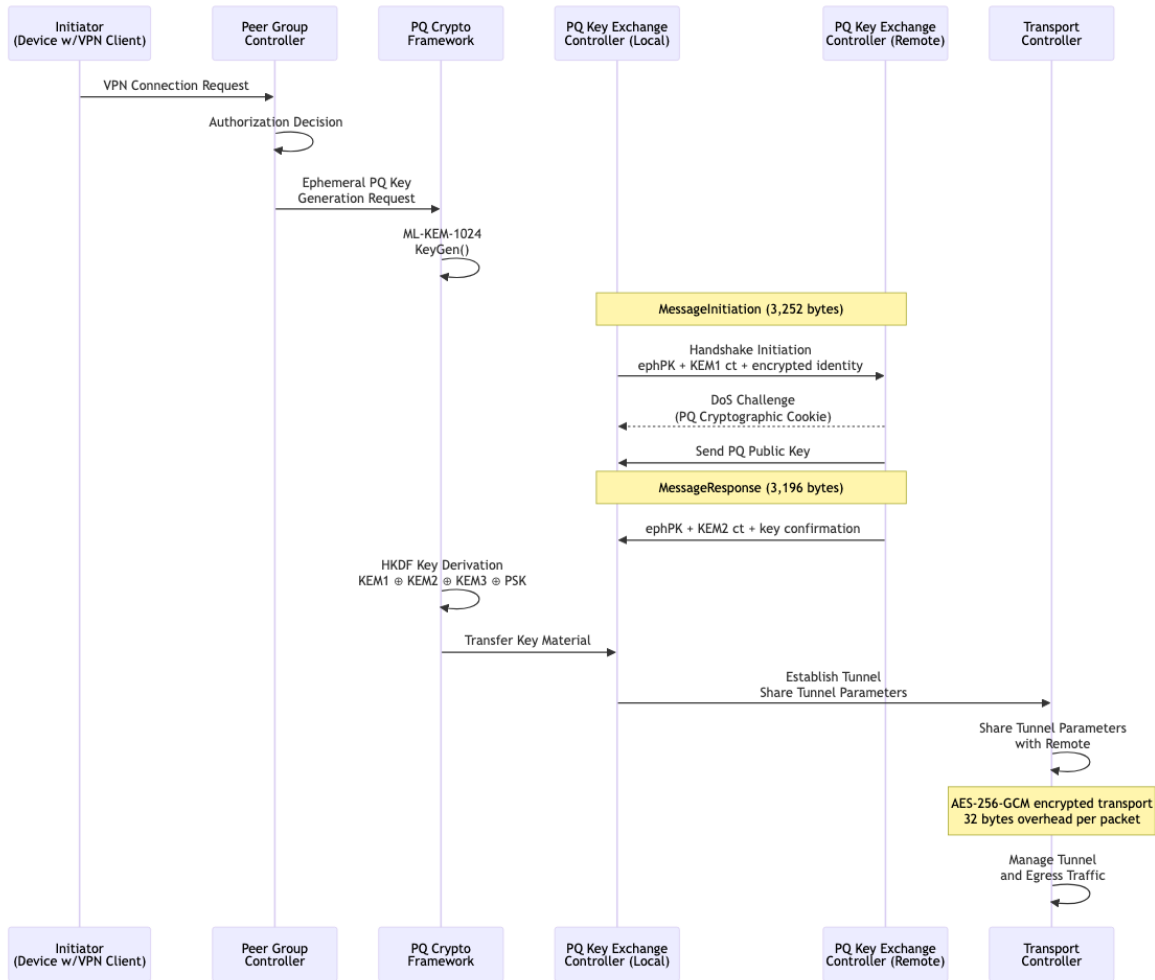 Initiator
(Device w/VPN Client)
Peer Group
Controller
PQ Crypto
Framework
PQ Key Exchange
Controller (Local)
PQ Key Exchange
Controller (Remote)
Transport
Controller
VPN Connection Request
Authorization Decision
Ephemeral PQ Key
Generation Request
ML-KEM-1024
KeyGen()
MessageInitiation (3,252 bytes)
Handshake Initiation
ephPK + KEM1 ct + encrypted identity
DoS Challenge
(PQ Cryptographic Cookie)
Send PQ Public Key
MessageResponse (3,196 bytes)
ephPK + KEM2 ct + key confirmation
HKDF Key Derivation
KEM1 ⊕ KEM2 ⊕ KEM3 ⊕ PSK
Transfer Key Material
Establish Tunnel
Share Tunnel Parameters
Share Tunnel Parameters
with Remote
AES-256-GCM encrypted transport
32 bytes overhead per packet
Manage Tunnel
and Egress Traffic
Initiator
(Device w/VPN Client)
Peer Group
Controller
PQ Crypto
Framework
PQ Key Exchange
Controller (Local)
PQ Key Exchange
Controller (Remote)
Transport
Controller